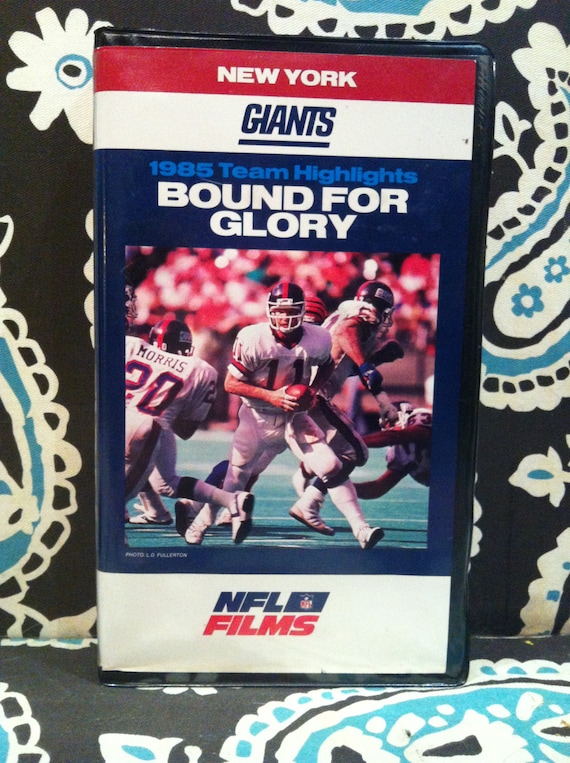 NEW YORK
GIANTS
1985 Team Highlights
BOUND FOR
GLORY
MORRIS
20
11
PHOTO: L.D. FULLERTON
NFL
FILMS